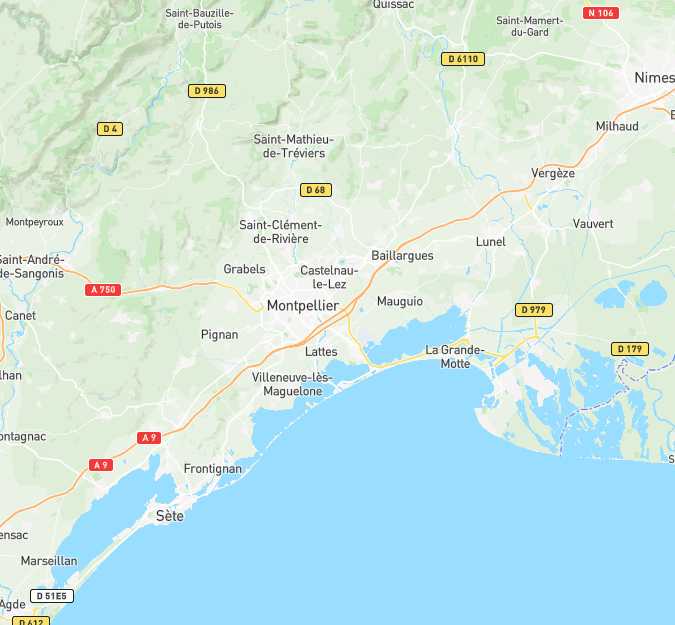 Quissac
Saint-Bauzille-
de-Putois
N 106
Saint-Mamert-
du-Gard
D 6110
Nimes
D 986
Milhaud
D 4
Saint-Mathieu-
de-Tréviers
Vergèze
D 68
Montpeyroux
Vauvert
Saint-Clément-
de-Rivière
Lunel
Baillargues
Saint-André-
de-Sangonis
Grabels
Castelnau-
le-Lez
A 750
Mauguio
Montpellier
D 979
Canet
Pignan
Lattes
La Grande-
Motte
D 179
Villeneuve-lès-
Maguelone
lhan
ontagnac
A 9
A 9
Frontignan
S
Sète
ensac
Marseillan
D 51E5
Agde
D 612